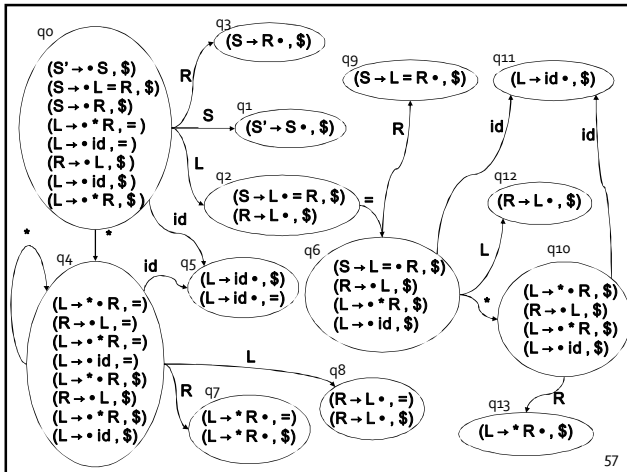 q0
(S' → • S , $)
(S → • L = R , $)
(S → • R , $)
(L → • * R , = )
(L → • id , = )
(R → • L , $ )
(L → • id , $ )
(L → • * R , $ )
q3
(S → R • , $)
R
q1
(S' → S • , $)
S
L
q2
(S → L • = R , $)
(R → L • , $)
=
id
*
*
q4
(L → * • R , =)
(R → • L , =)
(L → • * R , =)
(L → • id , =)
(L → * • R , $)
(R → • L , $)
(L → • * R , $)
(L → • id , $)
id
q5
(L → id • , $)
(L → id • , =)
q6
(S → L = • R , $)
(R → • L , $)
(L → • * R , $)
(L → • id , $)
R
q7
(L → * R • , =)
(L → * R • , $)
L
q8
(R → L • , =)
(R → L • , $)
q9
(S → L = R • , $)
R
q11
(L → id • , $)
id
id
q12
(R → L • , $)
L
q10
*
(L → * • R , $)
(R → • L , $)
(L → • * R , $)
(L → • id , $)
R
q13
(L → * R • , $)
57